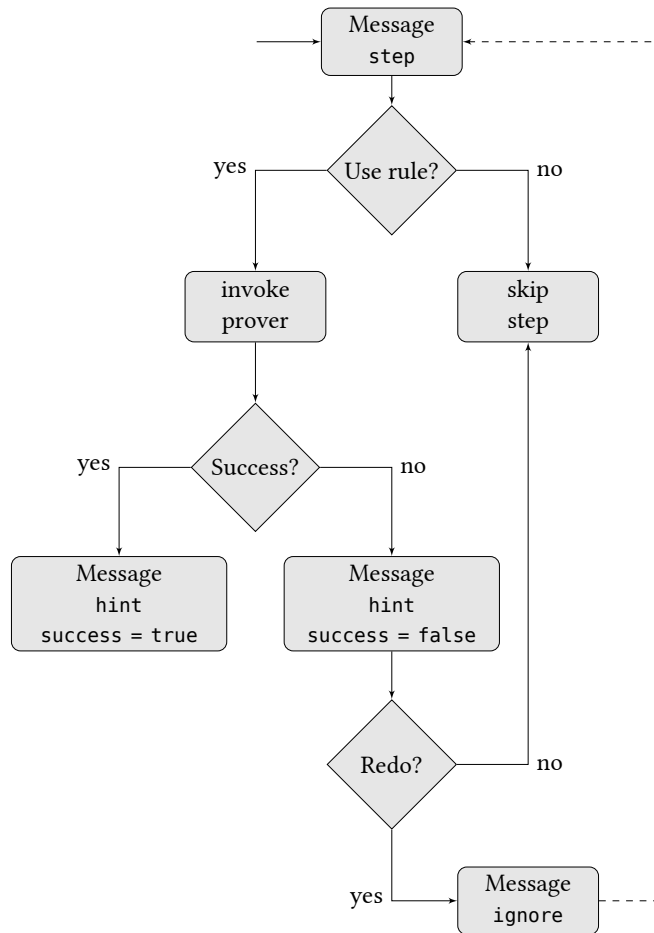 Message
step
yes
Use rule?
no
invoke
prover
skip
step
yes
Success?
no
Message
hint
success = true
Message
hint
success = false
Redo?
no
yes
Message
ignore